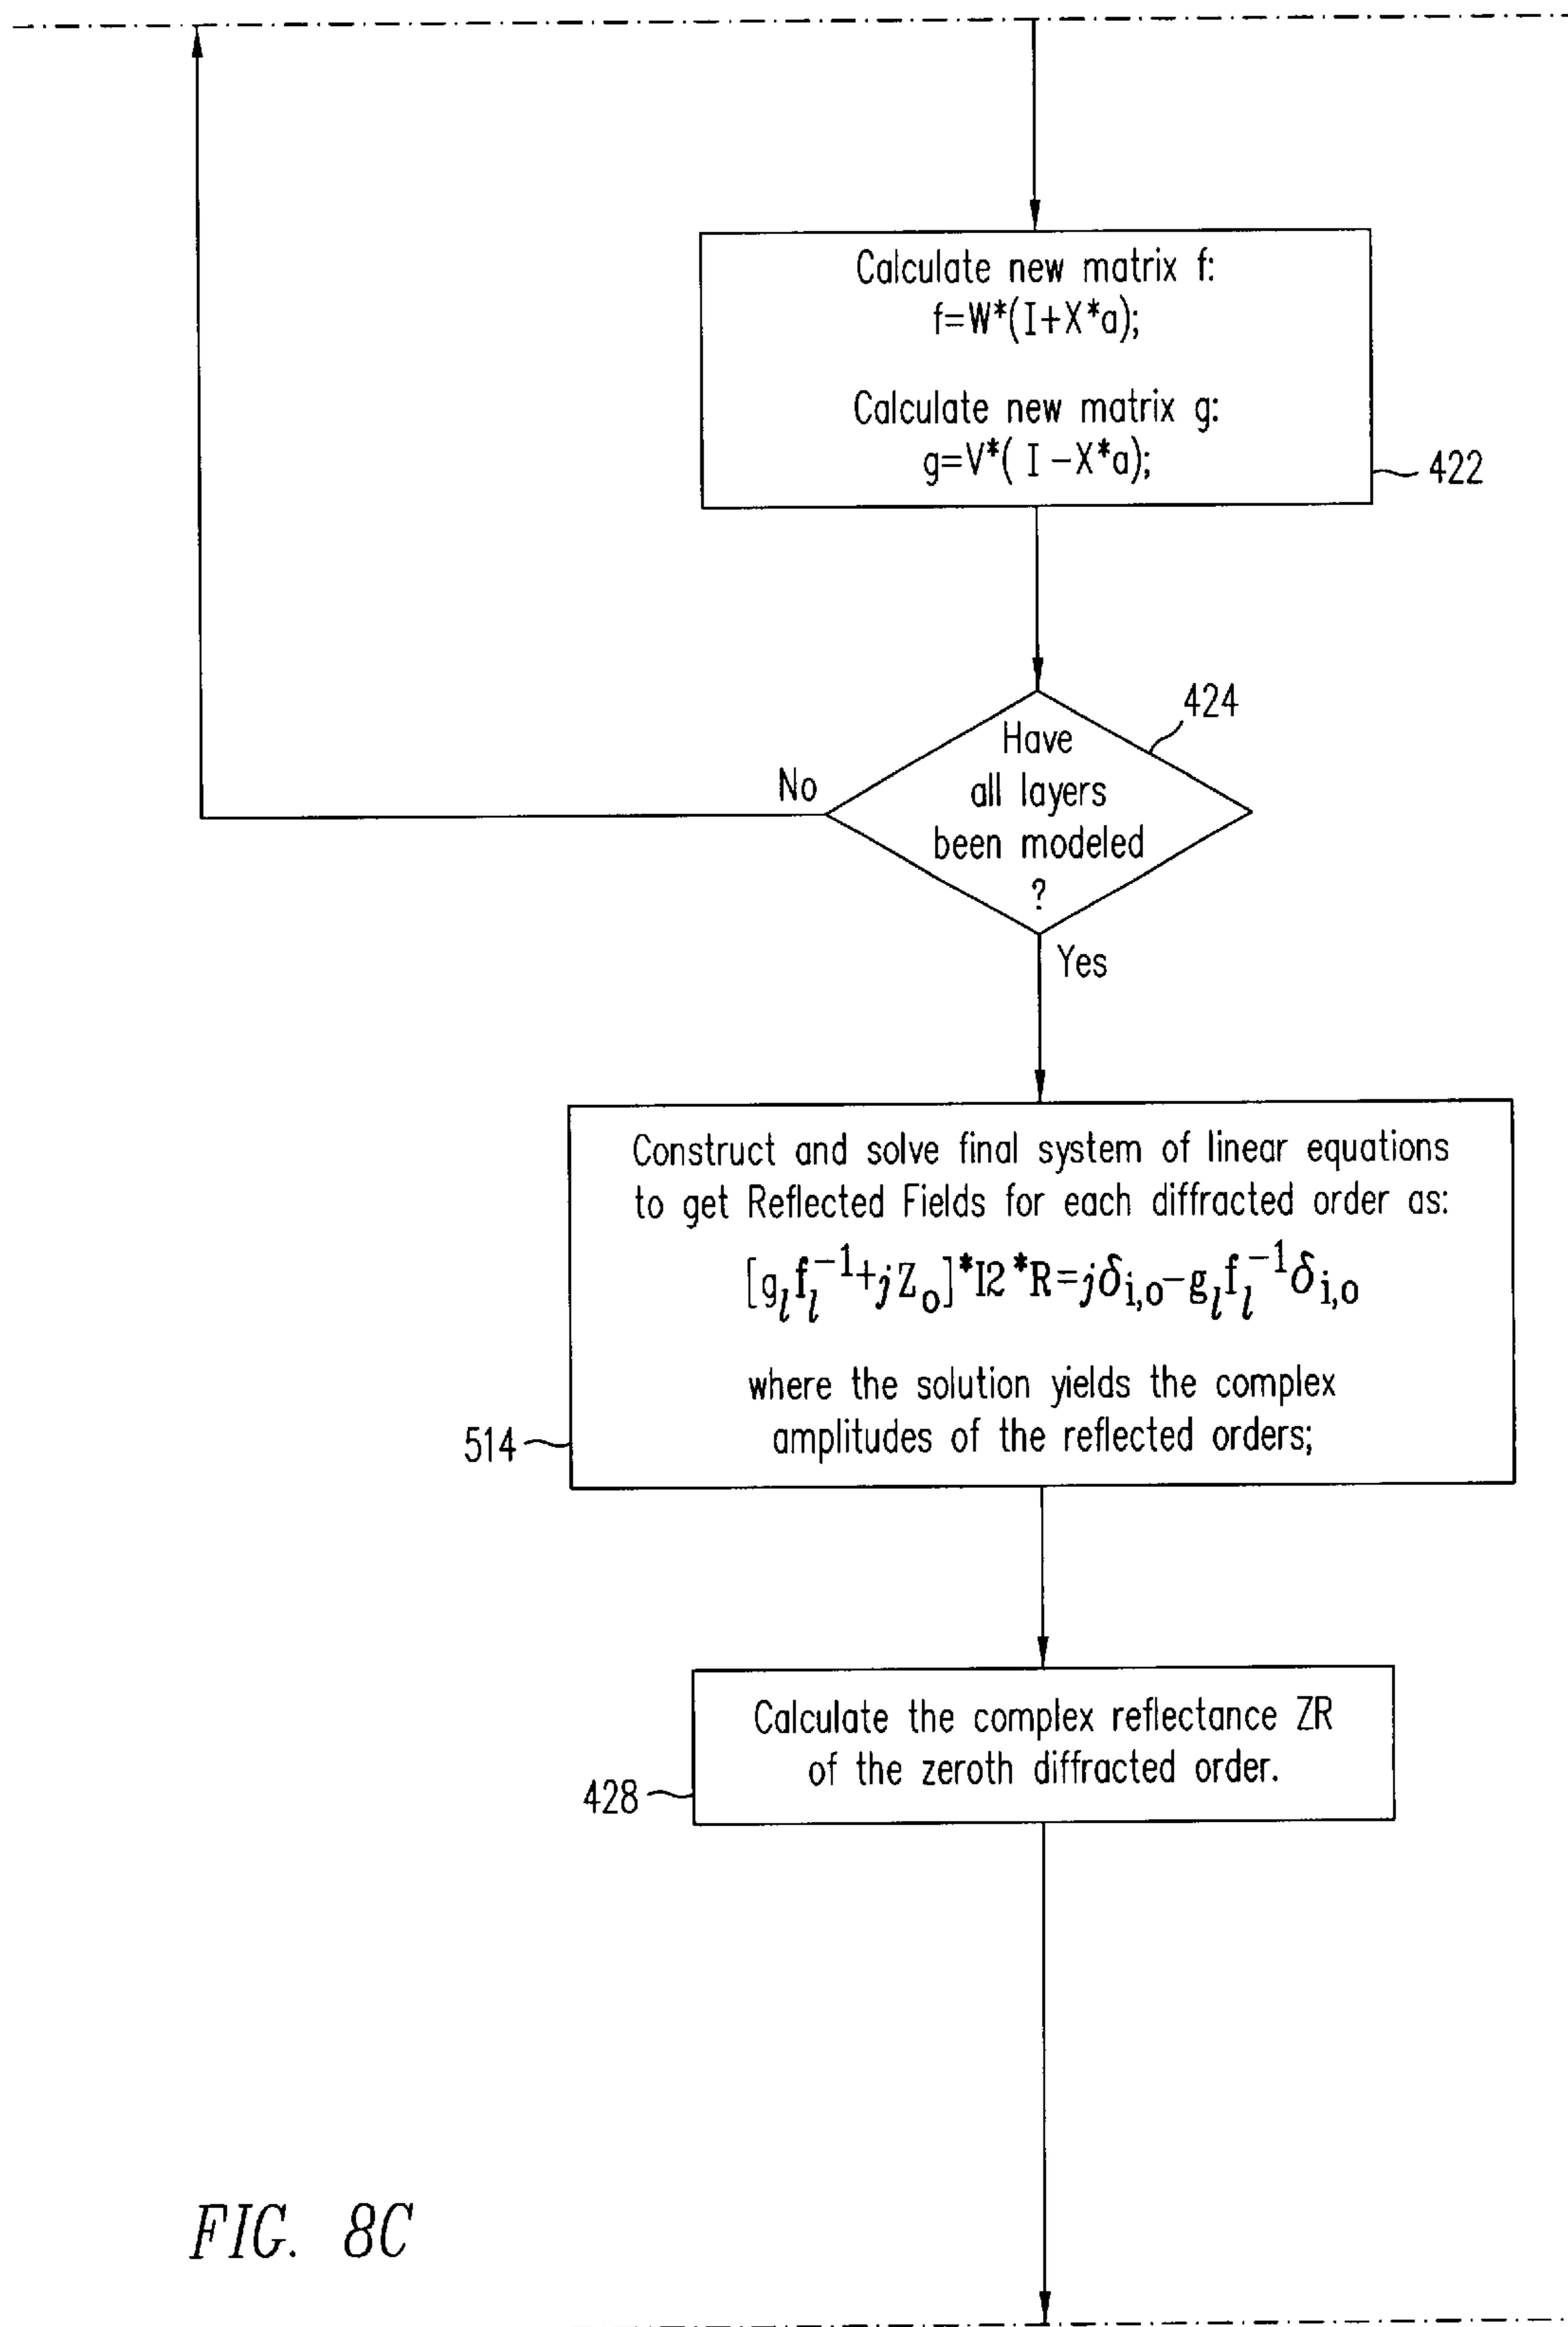 Calculate new matrix f:
f=W*(I+X*a);
Calculate new matrix g:
g=V*( I -X*a);
422
424
Have
all layers
been modeled
?
No
Yes
Construct and solve final system of linear equations
to get Reflected Fields for each diffracted order as:
[g_l f_l^{-1}+jZ_o]*I2*R=jδ_{i,o}-g_l f_l^{-1}δ_{i,o}
where the solution yields the complex
amplitudes of the reflected orders;
514
Calculate the complex reflectance ZR
of the zeroth diffracted order.
428
FIG. 8C